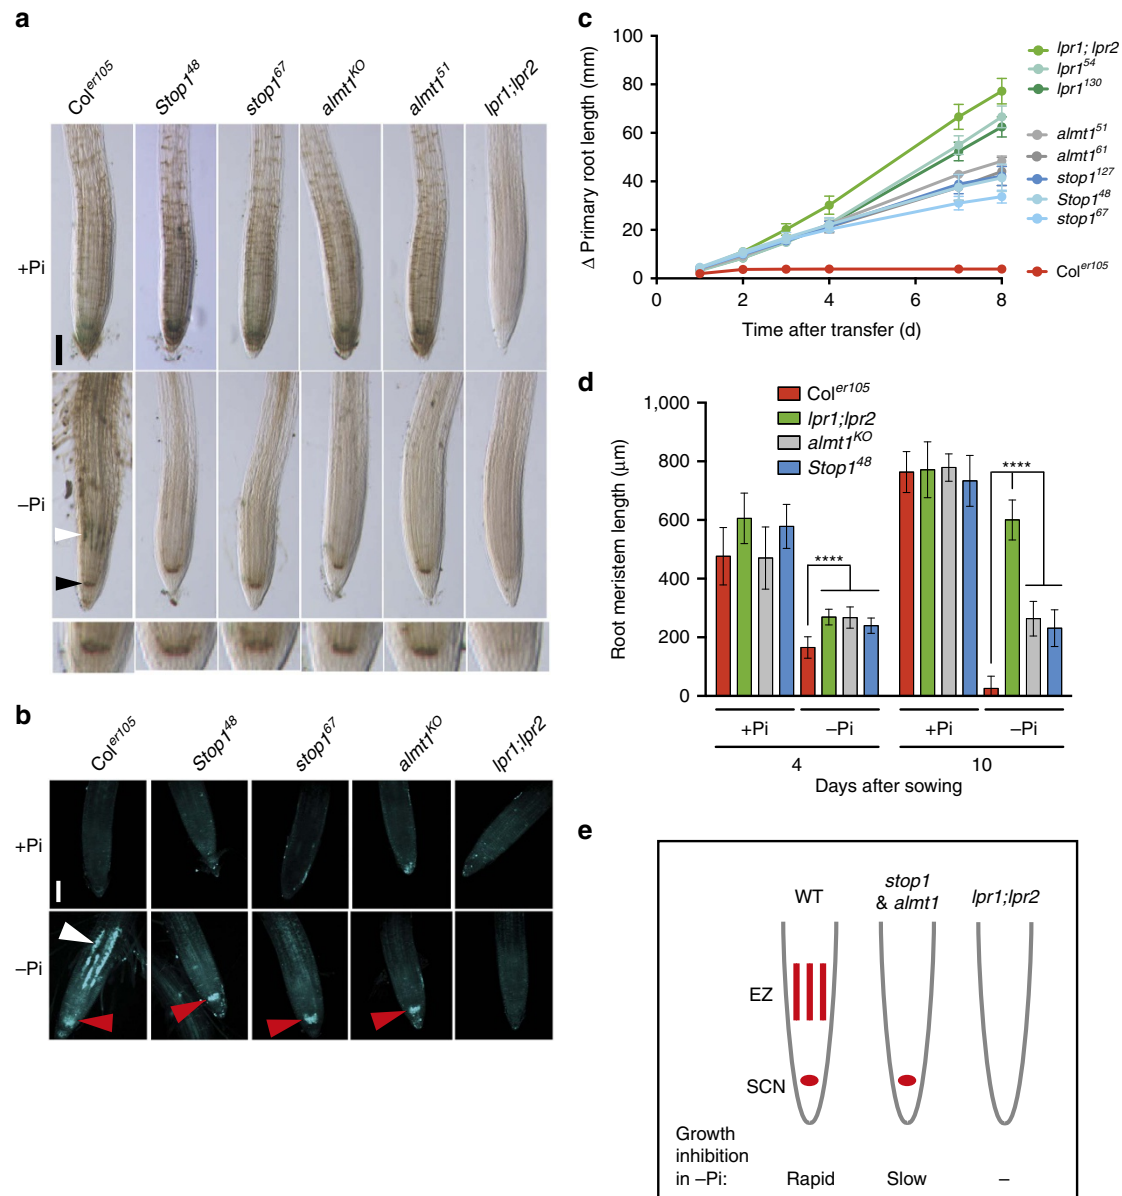 a
Col^er105
Stop1^48
stop1^67
almt1^KO
almt1^51
lpr1;lpr2
+Pi
–Pi
b
Col^er105
Stop1^48
stop1^67
almt1^KO
lpr1;lpr2
+Pi
–Pi
c
Δ Primary root length (mm)
100
80
60
40
20
0
0
2
4
6
8
Time after transfer (d)
lpr1; lpr2
lpr1^54
lpr1^130
almt1^51
almt1^61
stop1^127
Stop1^48
stop1^67
Col^er105
d
Col^er105
lpr1;lpr2
almt1^KO
Stop1^48
Root meristem length (μm)
1,000
800
600
400
200
0
****
****
+Pi
–Pi
+Pi
–Pi
4
10
Days after sowing
e
WT
stop1
& almt1
lpr1;lpr2
EZ
SCN
Growth
inhibition
in –Pi:
Rapid
Slow
–